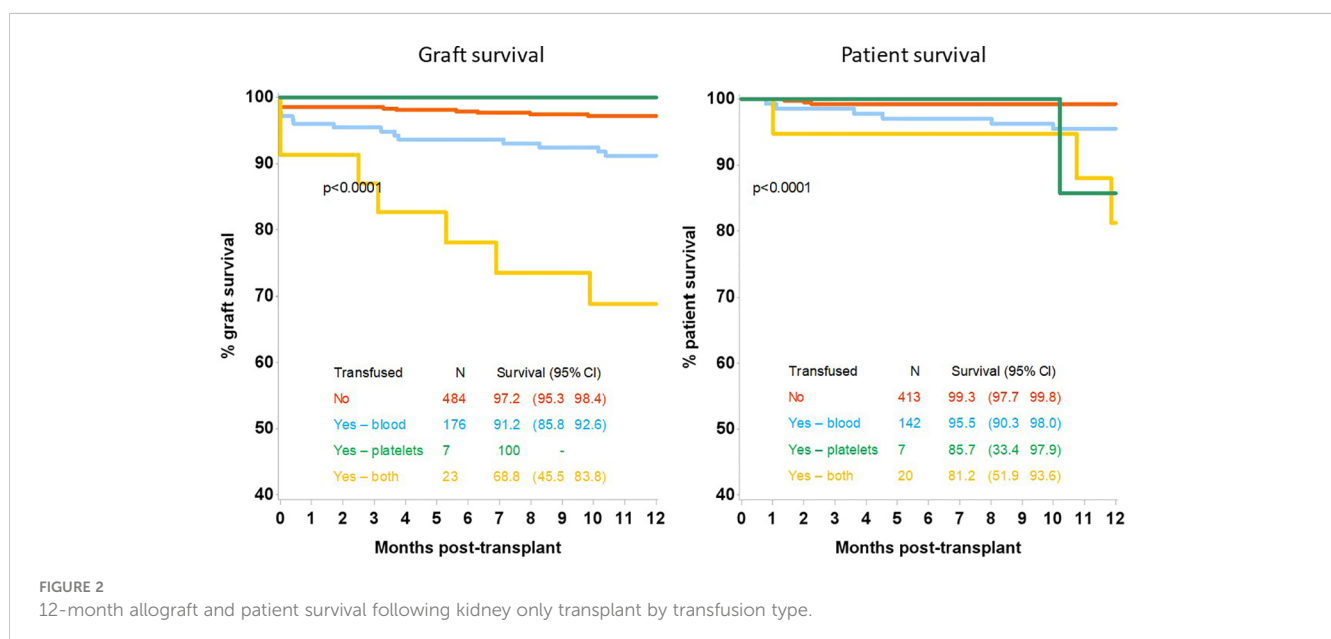 Graft survival
% graft survival
100
90
80
70
60
50
40
p<0.0001
Transfused N Survival (95% CI)
No 484 97.2 (95.3 98.4)
Yes – blood 176 91.2 (85.8 92.6)
Yes – platelets 7 100 -
Yes – both 23 68.8 (45.5 83.8)
0 1 2 3 4 5 6 7 8 9 10 11 12
Months post-transplant
Patient survival
% patient survival
100
90
80
70
60
50
40
p<0.0001
Transfused N Survival (95% CI)
No 413 99.3 (97.7 99.8)
Yes – blood 142 95.5 (90.3 98.0)
Yes – platelets 7 85.7 (33.4 97.9)
Yes – both 20 81.2 (51.9 93.6)
0 1 2 3 4 5 6 7 8 9 10 11 12
Months post-transplant
FIGURE 2
12-month allograft and patient survival following kidney only transplant by transfusion type.